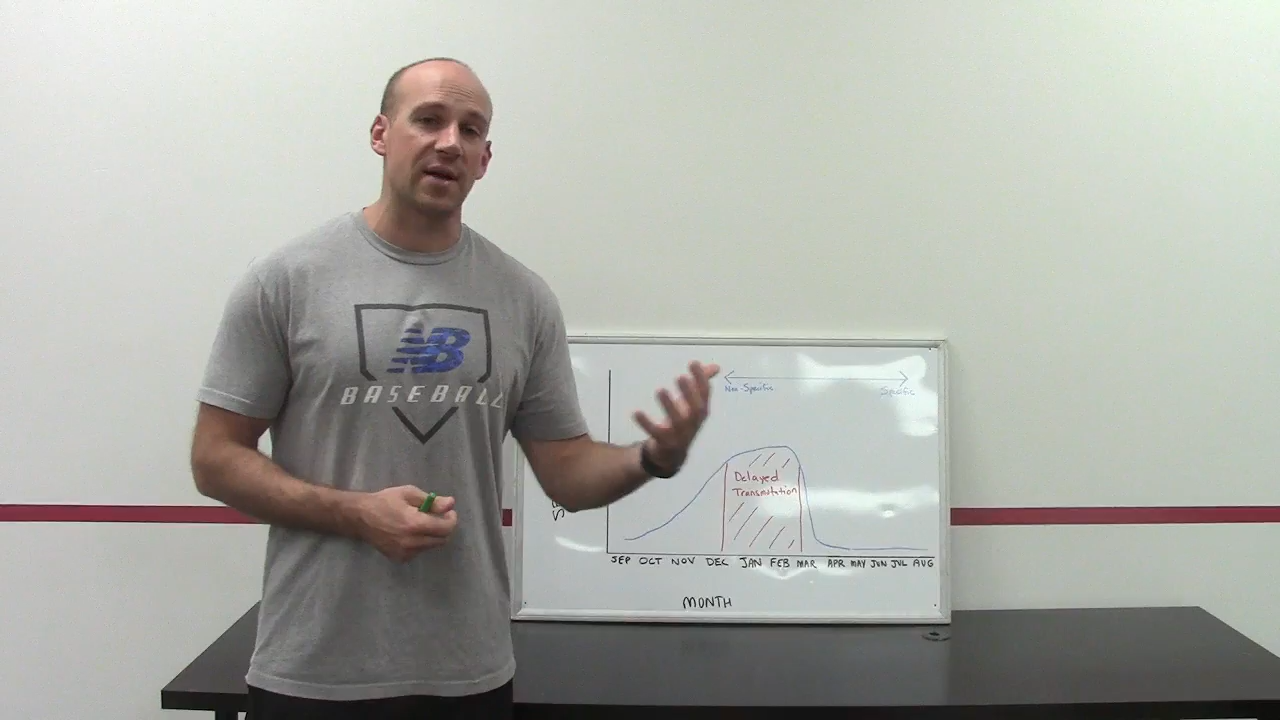 NB
BASEBALL
Non-Specific
Specific
Delayed
Transmutation
SEP OCT NOV DEC JAN FEB MAR APR MAY JUN JUL AUG
MONTH